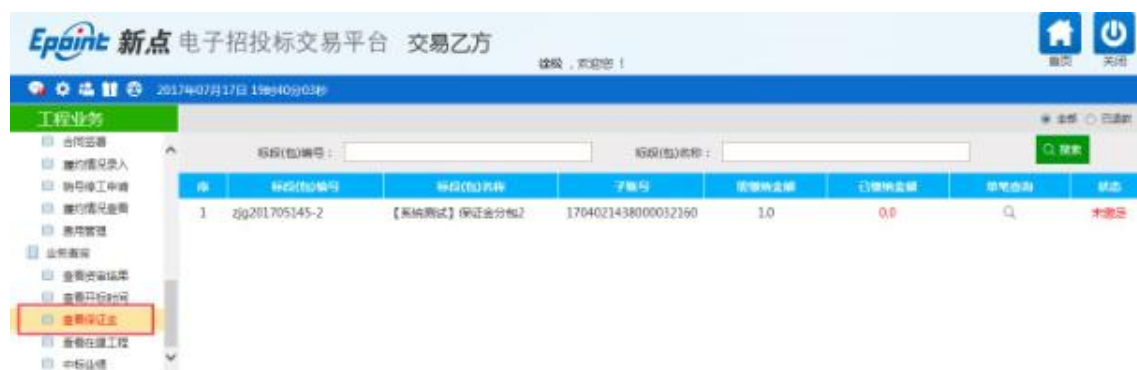 Epoint 新点 电子招投标交易平台 交易乙方
，欢迎您！
首页 关闭
2017年07月17日 19时40分03秒
工程业务
全部 已退款
合同签署
履约情况录入
标段(包)编号：
标段(包)名称：
搜索
履约情况查看
费用管理
业务查询
查看资审结果
查看开标时间
查看保证金
查看在建工程
中标业绩
序 标段(包)编号 标段(包)名称 子账号 需缴纳金额 已缴纳金额 单笔查询 状态
1 zjg201705145-2 【系统测试】保证金分包2 1704021438000032160 1.0 0.0 未缴足